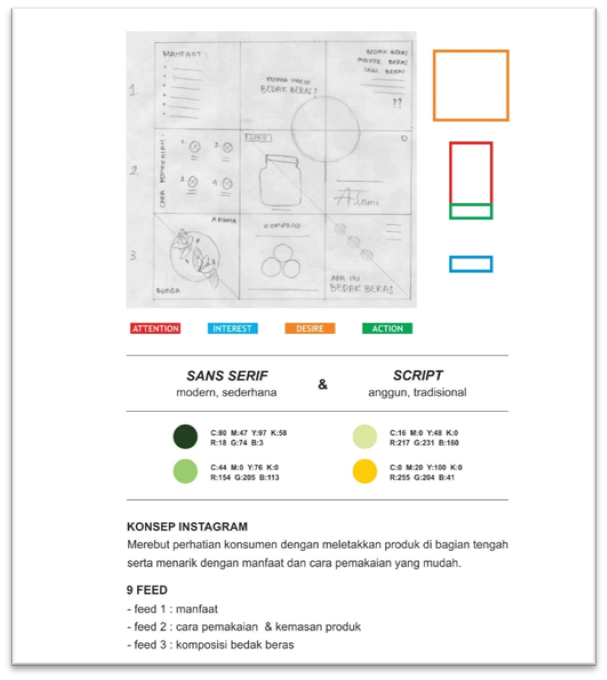 MANFAAT :
KENAPA HARUS
BEDAK BERAS ?
BEDAK BERAS
MASKER BERAS
??
1.
CARA PEMAKAIAN :
1.
2.
3.
4.
Alami
2.
AROMA
BUNGA
KOMPOSISI
APA ITU
BEDAK BERAS
3.
ATTENTION
INTEREST
DESIRE
ACTION
SANS SERIF
modern, sederhana
&
SCRIPT
anggun, tradisional
C:80 M:47 Y:97 K:58
R:18 G:74 B:3
C:16 M:0 Y:48 K:0
R:217 G:231 B:160
C:44 M:0 Y:76 K:0
R:154 G:205 B:113
C:0 M:20 Y:100 K:0
R:255 G:204 B:41
KONSEP INSTAGRAM
Merebut perhatian konsumen dengan meletakkan produk di bagian tengah
serta menarik dengan manfaat dan cara pemakaian yang mudah.
9 FEED
- feed 1 : manfaat
- feed 2 : cara pemakaian & kemasan produk
- feed 3 : komposisi bedak beras